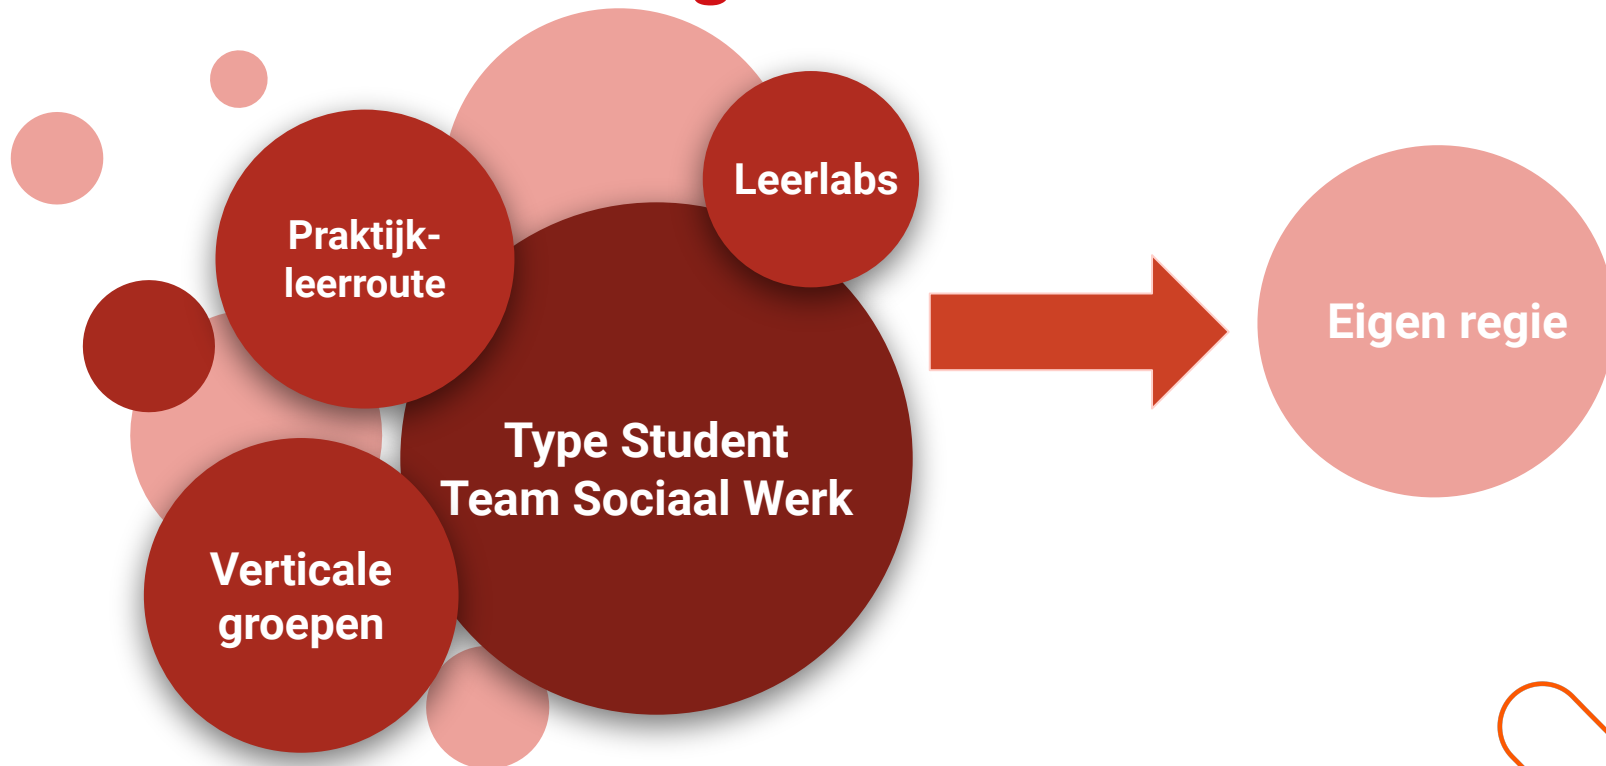 Leerlabs
Praktijk-
leerroute
Eigen regie
Type Student
Team Sociaal Werk
Verticale
groepen